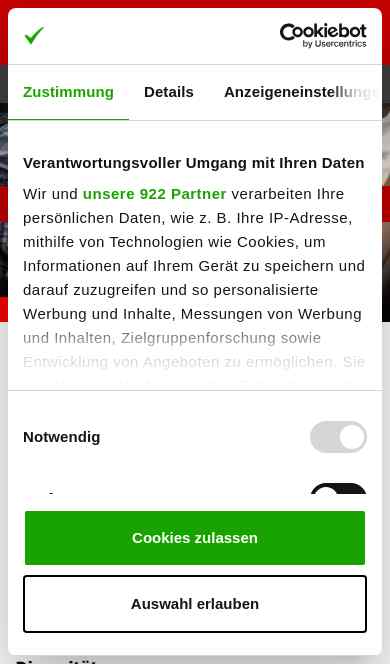 Cookiebot
by Usercentrics
Zustimmung Details Anzeigeneinstellunge
Verantwortungsvoller Umgang mit Ihren Daten
Wir und unsere 922 Partner verarbeiten Ihre
persönlichen Daten, wie z. B. Ihre IP-Adresse,
mithilfe von Technologien wie Cookies, um
Informationen auf Ihrem Gerät zu speichern und
darauf zuzugreifen und so personalisierte
Werbung und Inhalte, Messungen von Werbung
und Inhalten, Zielgruppenforschung sowie
Entwicklung von Angeboten zu ermöglichen. Sie
Notwendig
Cookies zulassen
Auswahl erlauben